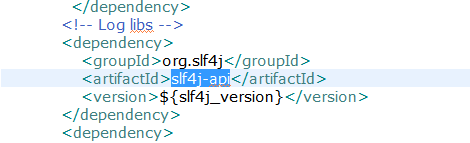 </dependency>
<!-- Log libs -->
<dependency>
<groupId>org.slf4j</groupId>
<artifactId>slf4j-api</artifactId>
<version>${slf4j_version}</version>
</dependency>
<dependency>